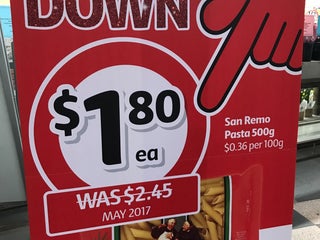 DOWN
$1.80
ea
San Remo
Pasta 500g
$0.36 per 100g
WAS $2.45
MAY 2017